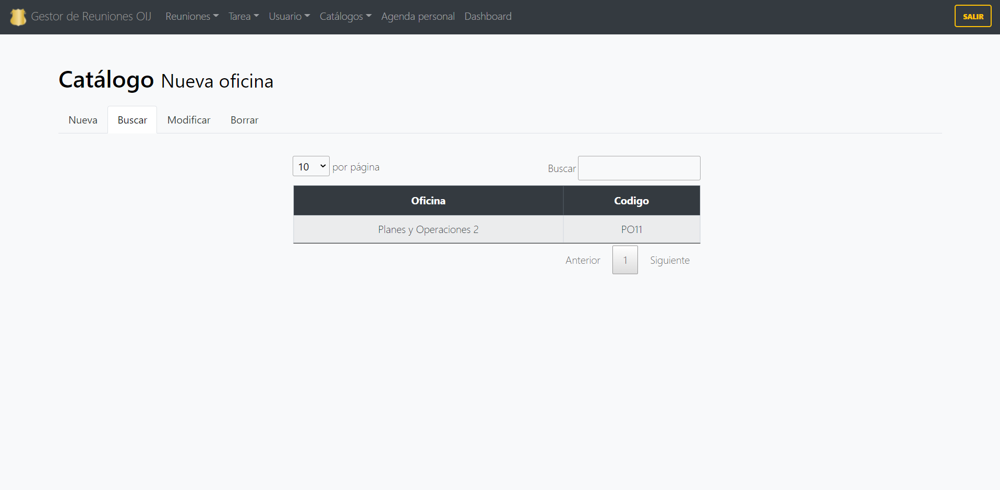 Gestor de Reuniones OIJ Reuniones Tarea Usuario Catálogos Agenda personal Dashboard SALIR
Catálogo Nueva oficina
Nueva Buscar Modificar Borrar
10 por página Buscar
Oficina Codigo
Planes y Operaciones 2 PO11
Anterior 1 Siguiente